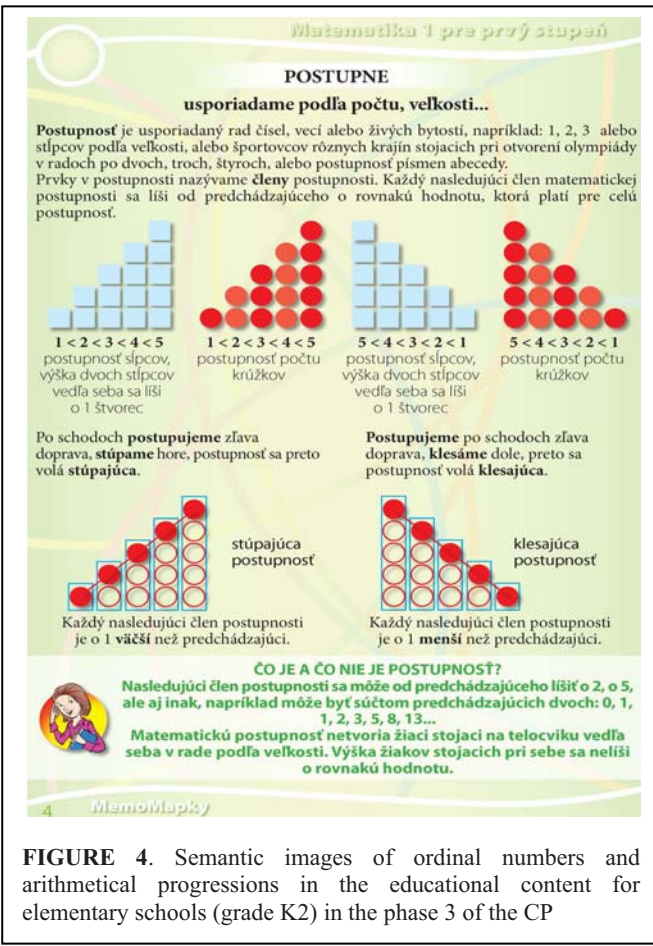 Matematika 1 pre prvý stupeň
POSTUPNE
usporiadame podľa počtu, veľkosti...
Postupnosť je usporiadaný rad čísel, vecí alebo živých bytostí, napríklad: 1, 2, 3 alebo
stĺpcov podľa veľkosti, alebo športovcov rôznych krajín stojacich pri otvorení olympiády
v radoch po dvoch, troch, štyroch, alebo postupnosť písmen abecedy.
Prvky v postupnosti nazývame členy postupnosti. Každý nasledujúci člen matematickej
postupnosti sa líši od predchádzajúceho o rovnakú hodnotu, ktorá platí pre celú
postupnosť.
1 < 2 < 3 < 4 < 5
postupnosť sĺpcov,
výška dvoch stĺpcov
vedľa seba sa líši
o 1 štvorec
1 < 2 < 3 < 4 < 5
postupnosť počtu
krúžkov
5 < 4 < 3 < 2 < 1
postupnosť sĺpcov,
výška dvoch stĺpcov
vedľa seba sa líši
o 1 štvorec
5 < 4 < 3 < 2 < 1
postupnosť počtu
krúžkov
Po schodoch postupujeme zľava
doprava, stúpame hore, postupnosť sa preto
volá stúpajúca.
Postupujeme po schodoch zľava
doprava, klesáme dole, preto sa
postupnosť volá klesajúca.
stúpajúca
postupnosť
klesajúca
postupnosť
Každý nasledujúci člen postupnosti
je o 1 väčší než predchádzajúci.
Každý nasledujúci člen postupnosti
je o 1 menší než predchádzajúci.
ČO JE A ČO NIE JE POSTUPNOSŤ?
Nasledujúci člen postupnosti sa môže od predchádzajúceho líšiť o 2, o 5,
ale aj inak, napríklad môže byť súčtom predchádzajúcich dvoch: 0, 1,
1, 2, 3, 5, 8, 13...
Matematickú postupnosť netvoria žiaci stojaci na telocviku vedľa
seba v rade podľa veľkosti. Výška žiakov stojacich pri sebe sa nelíši
o rovnakú hodnotu.
4 MemoMapky
FIGURE 4. Semantic images of ordinal numbers and
arithmetical progressions in the educational content for
elementary schools (grade K2) in the phase 3 of the CP